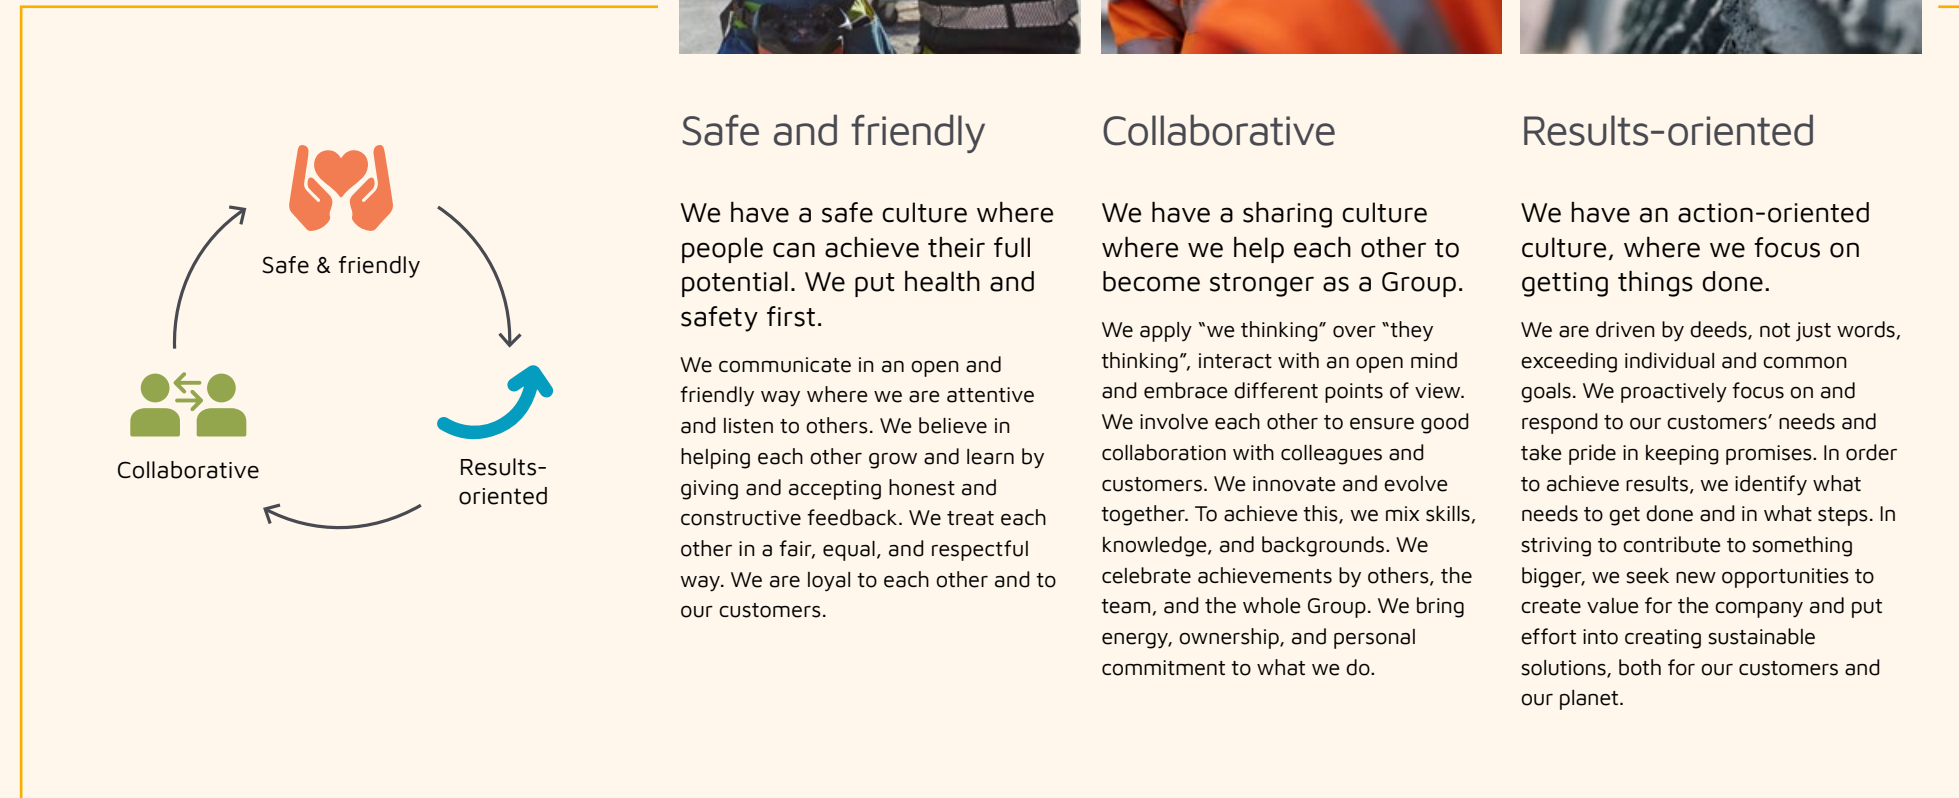 Safe & friendly
Collaborative
Results-
oriented
Safe and friendly
We have a safe culture where
people can achieve their full
potential. We put health and
safety first.
We communicate in an open and
friendly way where we are attentive
and listen to others. We believe in
helping each other grow and learn by
giving and accepting honest and
constructive feedback. We treat each
other in a fair, equal, and respectful
way. We are loyal to each other and to
our customers.
Collaborative
We have a sharing culture
where we help each other to
become stronger as a Group.
We apply “we thinking” over “they
thinking”, interact with an open mind
and embrace different points of view.
We involve each other to ensure good
collaboration with colleagues and
customers. We innovate and evolve
together. To achieve this, we mix skills,
knowledge, and backgrounds. We
celebrate achievements by others, the
team, and the whole Group. We bring
energy, ownership, and personal
commitment to what we do.
Results-oriented
We have an action-oriented
culture, where we focus on
getting things done.
We are driven by deeds, not just words,
exceeding individual and common
goals. We proactively focus on and
respond to our customers’ needs and
take pride in keeping promises. In order
to achieve results, we identify what
needs to get done and in what steps. In
striving to contribute to something
bigger, we seek new opportunities to
create value for the company and put
effort into creating sustainable
solutions, both for our customers and
our planet.